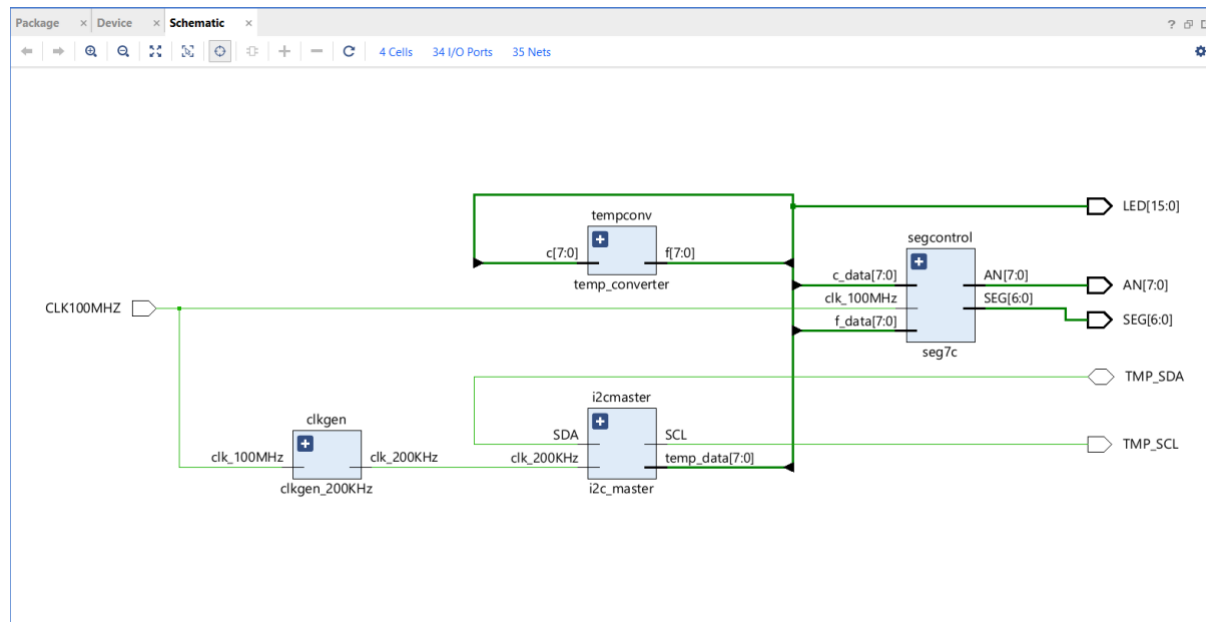 Package × Device × Schematic ×
?
4 Cells 34 I/O Ports 35 Nets
LED[15:0]
tempconv
c[7:0] f[7:0]
temp_converter
segcontrol
c_data[7:0] AN[7:0] AN[7:0]
CLK100MHZ clk_100MHz SEG[6:0] SEG[6:0]
f_data[7:0]
seg7c
TMP_SDA
i2cmaster
SDA SCL TMP_SCL
clkgen
clk_100MHz clk_200KHz clk_200KHz temp_data[7:0]
clkgen_200KHz i2c_master